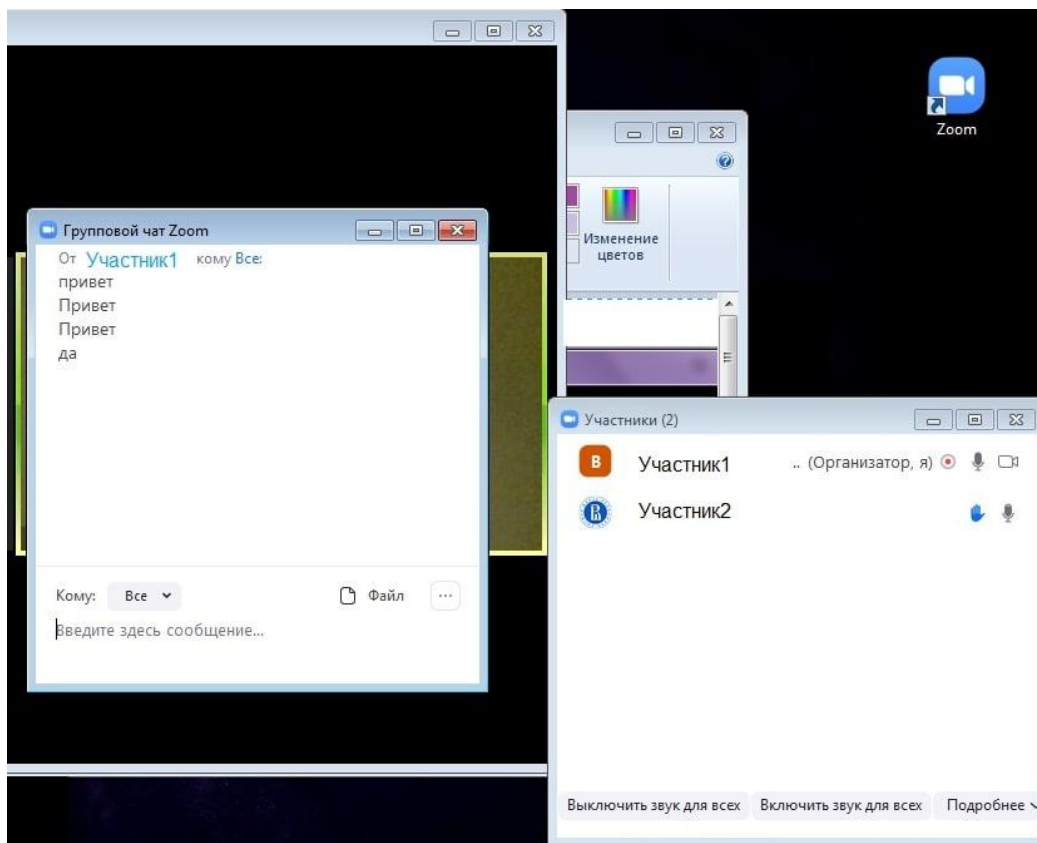 Zoom
Изменение
цветов
Групповой чат Zoom
От Участник1 кому Все:
привет
Привет
Привет
да
Кому: Все
Файл
Введите здесь сообщение...
Участники (2)
В Участник1 .. (Организатор, я)
Участник2
Выключить звук для всех Включить звук для всех Подробнее